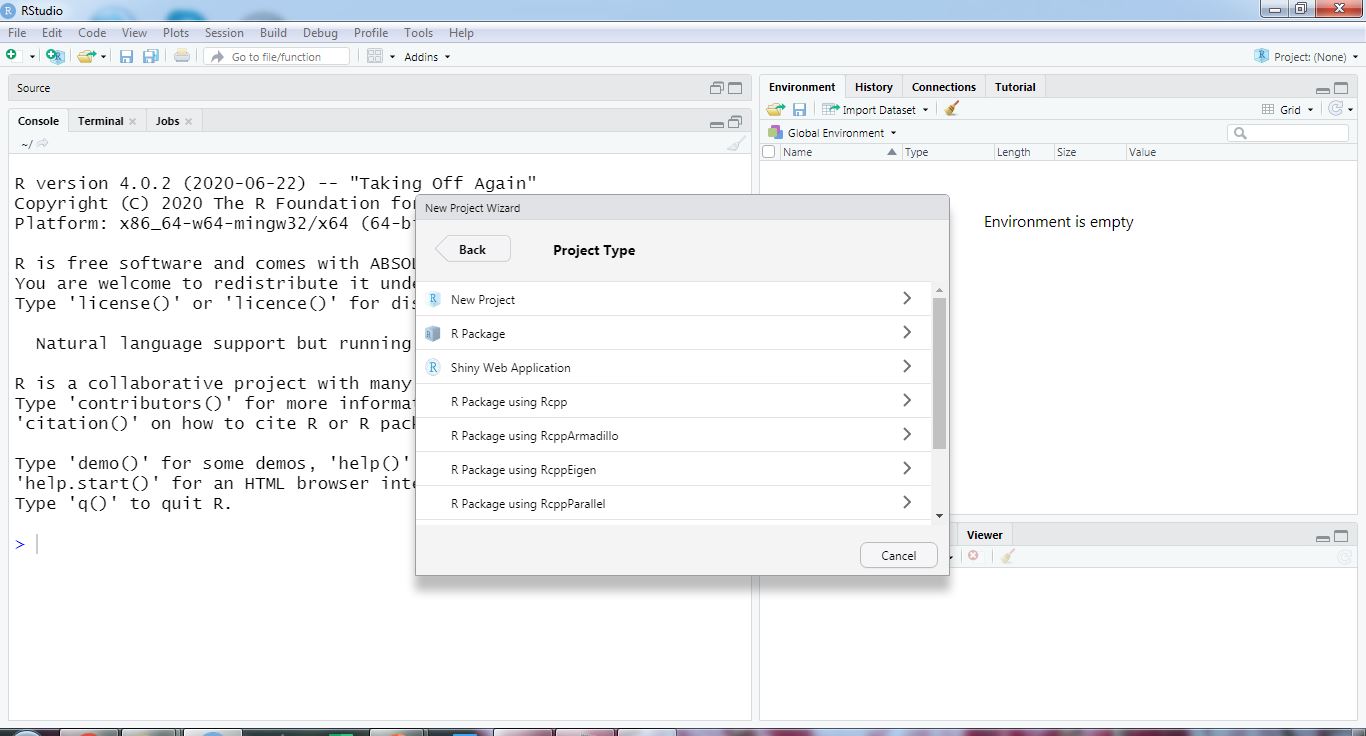 RStudio
File Edit Code View Plots Session Build Debug Profile Tools Help
Go to file/function Addins Project: (None)
Source
Console Terminal Jobs
~/
R version 4.0.2 (2020-06-22) -- "Taking Off Again"
Copyright (C) 2020 The R Foundation for
Platform: x86_64-w64-mingw32/x64 (64-bi
R is free software and comes with ABSOL
You are welcome to redistribute it unde
Type 'license()' or 'licence()' for dis
Natural language support but running
R is a collaborative project with many
Type 'contributors()' for more informat
'citation()' on how to cite R or R pack
Type 'demo()' for some demos, 'help()'
'help.start()' for an HTML browser inte
Type 'q()' to quit R.
>
New Project Wizard
Back Project Type
New Project
R Package
Shiny Web Application
R Package using Rcpp
R Package using RcppArmadillo
R Package using RcppEigen
R Package using RcppParallel
Cancel
Environment History Connections Tutorial
Import Dataset Grid
Global Environment
Name Type Length Size Value
Environment is empty
Viewer